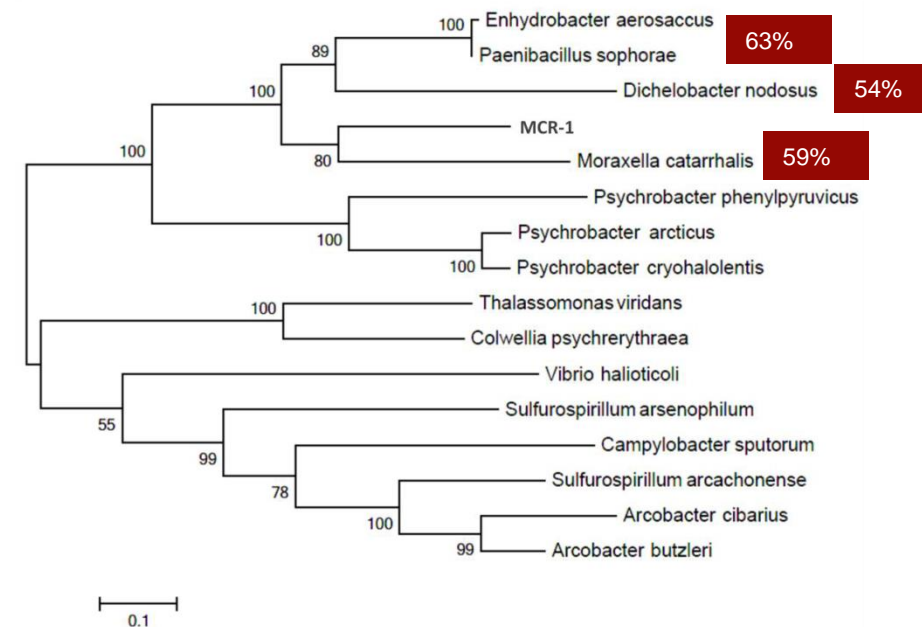 100 Enhydrobacter aerosaccus
63%
89
Paenibacillus sophorae
100
Dichelobacter nodosus 54%
MCR-1
100
80
Moraxella catarrhalis 59%
Psychrobacter phenylpyruvicus
100
Psychrobacter arcticus
100
Psychrobacter cryohalolentis
100
Thalassomonas viridans
Colwellia psychrerythraea
Vibrio halioticoli
55
Sulfurospirillum arsenophilum
99
Campylobacter sputorum
78
Sulfurospirillum arcachonense
100
Arcobacter cibarius
99
Arcobacter butzleri
0.1